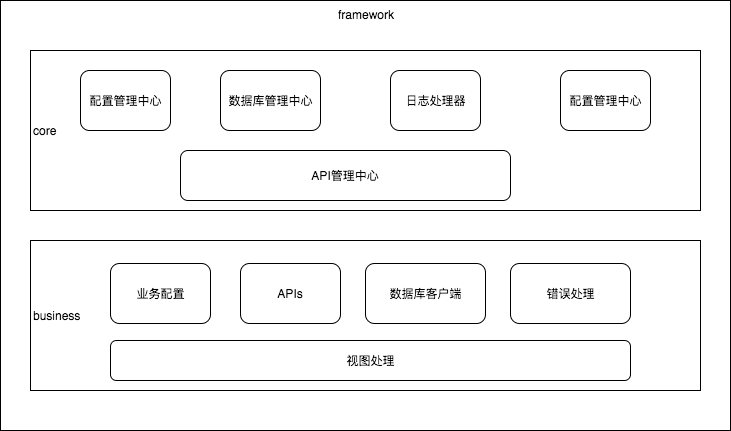 framework
配置管理中心
数据库管理中心
日志处理器
配置管理中心
core
API管理中心
业务配置
APIs
数据库客户端
错误处理
business
视图处理